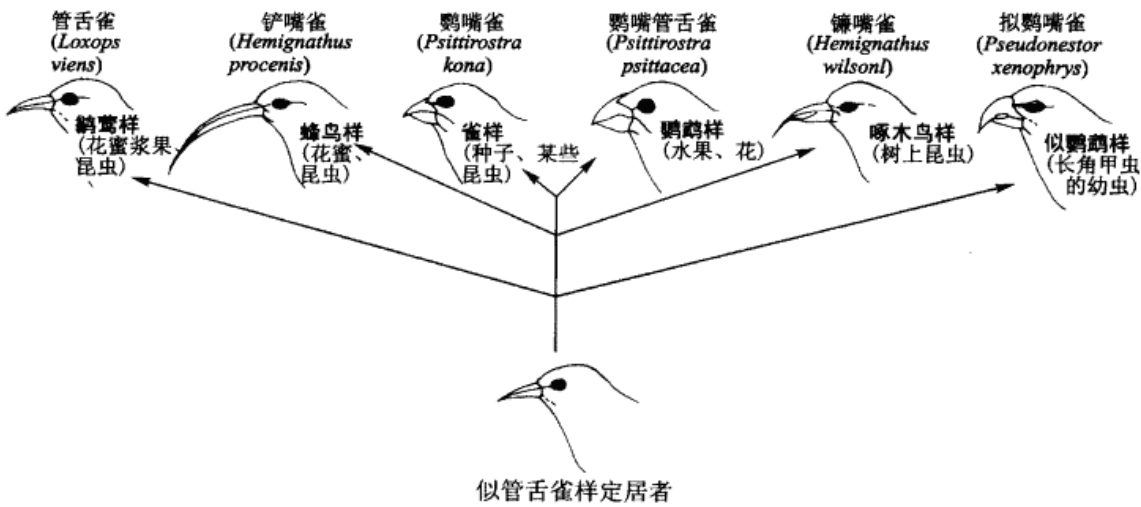 管舌雀
(Loxops
viens)
鹟莺样
(花蜜浆果、
昆虫)
铲嘴雀
(Hemignathus
procenis)
蜂鸟样
(花蜜、
昆虫)
鹦嘴雀
(Psittirostra
kona)
雀样
(种子、某些
昆虫)
鹦嘴管舌雀
(Psittirostra
psittacea)
鹦鹉样
(水果、花)
镰嘴雀
(Hemignathus
wilsonl)
啄木鸟样
(树上昆虫)
拟鹦嘴雀
(Pseudonestor
xenophrys)
似鹦鹉样
(长角甲虫
的幼虫)
似管舌雀样定居者